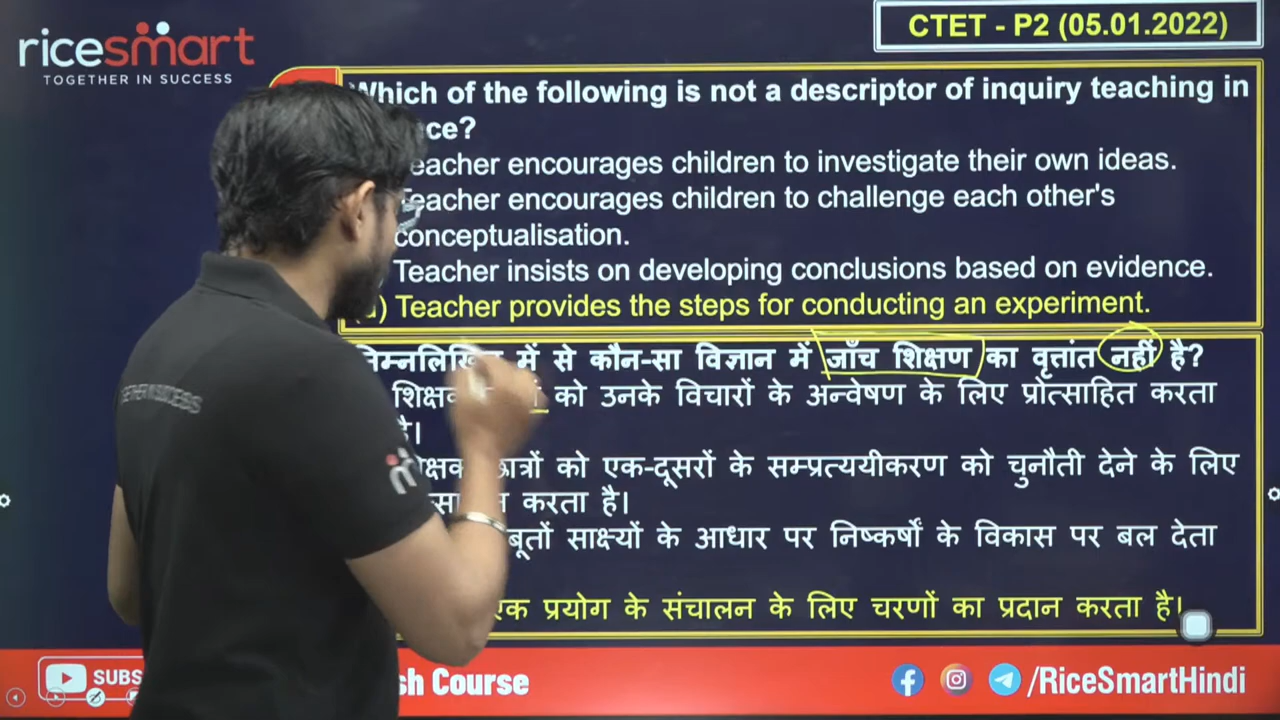 ricesmart
TOGETHER IN SUCCESS
CTET - P2 (05.01.2022)
Which of the following is not a descriptor of inquiry teaching in
eacher encourages children to investigate their own ideas.
Teacher encourages children to challenge each other's
conceptualisation.
Teacher insists on developing conclusions based on evidence.
(d) Teacher provides the steps for conducting an experiment.
निम्नलिखित में से कौन-सा विज्ञान में जाँच शिक्षण का वृत्तांत नहीं है?
को उनके विचारों के अन्वेषण के लिए प्रोत्साहित करता
है।
को एक-दूसरों के सम्प्रत्ययीकरण को चुनौती देने के लिए
करता है।
साक्ष्यों के आधार पर निष्कर्षों के विकास पर बल देता
एक प्रयोग के संचालन के लिए चरणों का प्रदान करता है।
SUBS
sh Course
/RiceSmartHindi